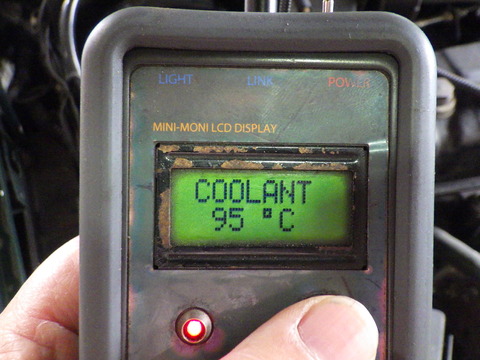 LIGHT LINK POWER
MINI-MONI LCD DISPLAY
COOLANT
95 °C